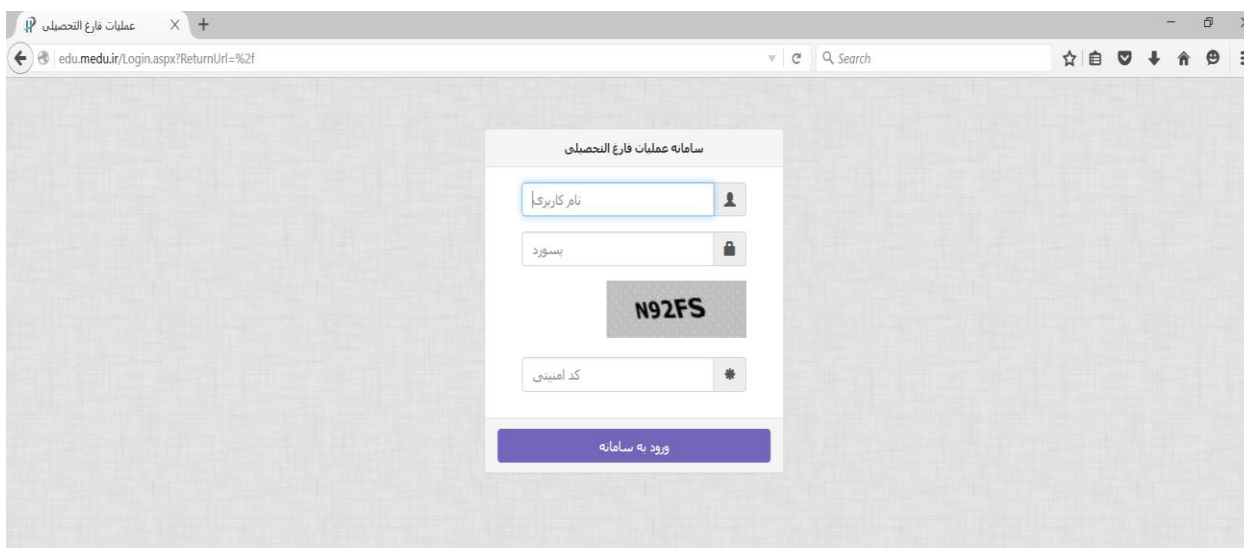 عملیات فارغ التحصیلی
edu.medu.ir/Login.aspx?ReturnUrl=%2f
Search
سامانه عملیات فارغ التحصیلی
نام کاربری
پسورد
N92FS
کد امنیتی
ورود به سامانه